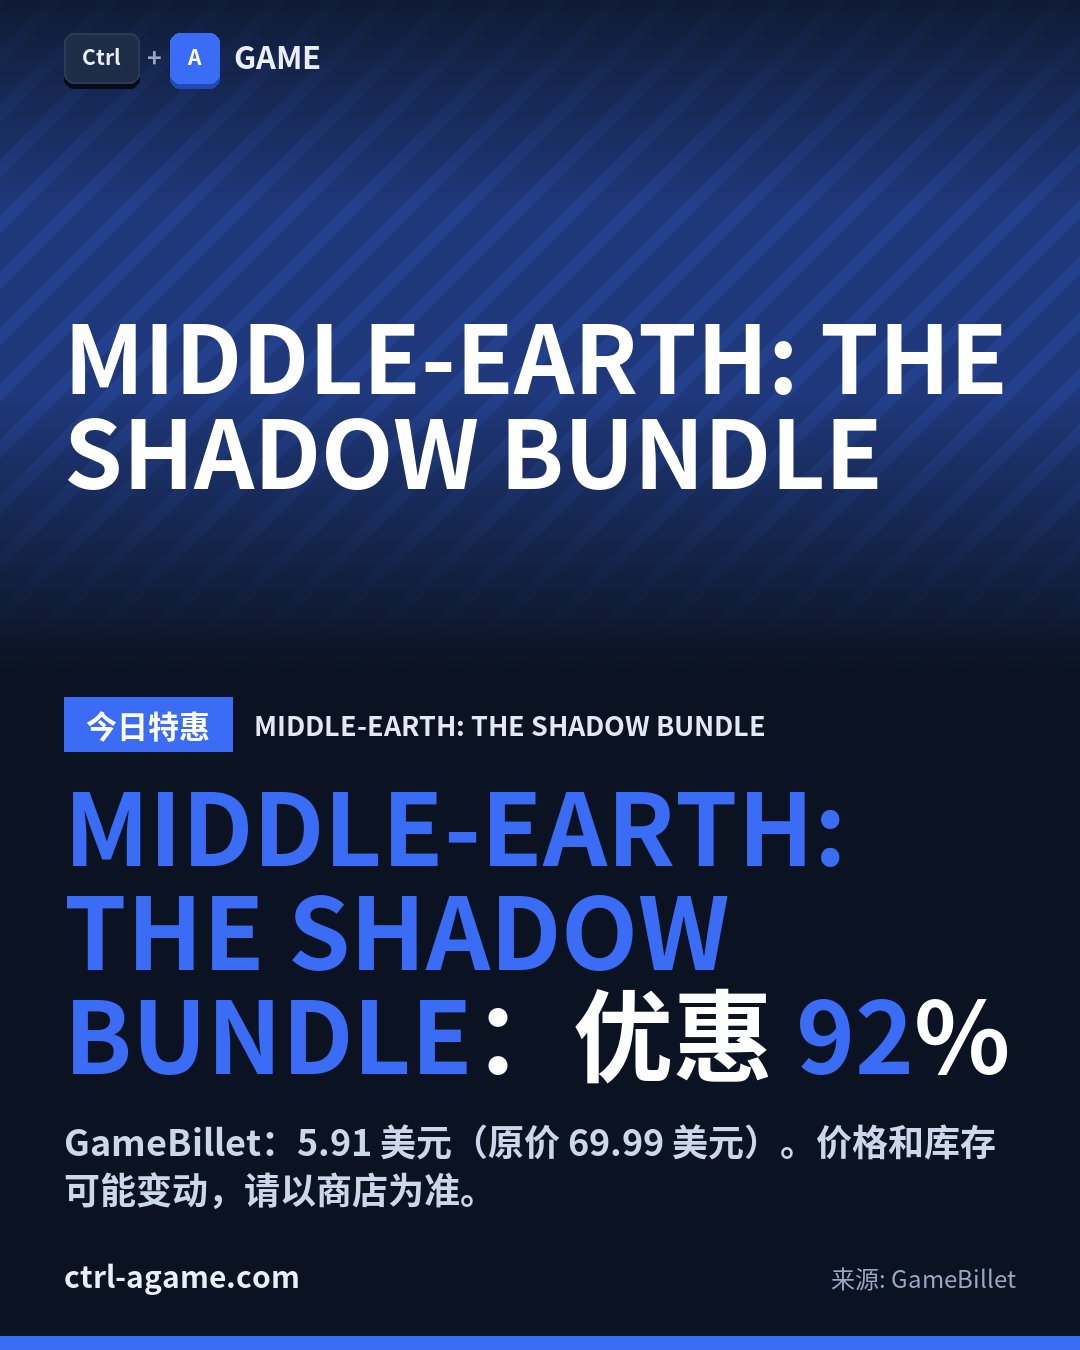 Ctrl + A GAME
MIDDLE-EARTH: THE
SHADOW BUNDLE
今日特惠 MIDDLE-EARTH: THE SHADOW BUNDLE
MIDDLE-EARTH:
THE SHADOW
BUNDLE：优惠 92%
GameBillet：5.91 美元（原价 69.99 美元）。价格和库存
可能变动，请以商店为准。
ctrl-agame.com 来源: GameBillet